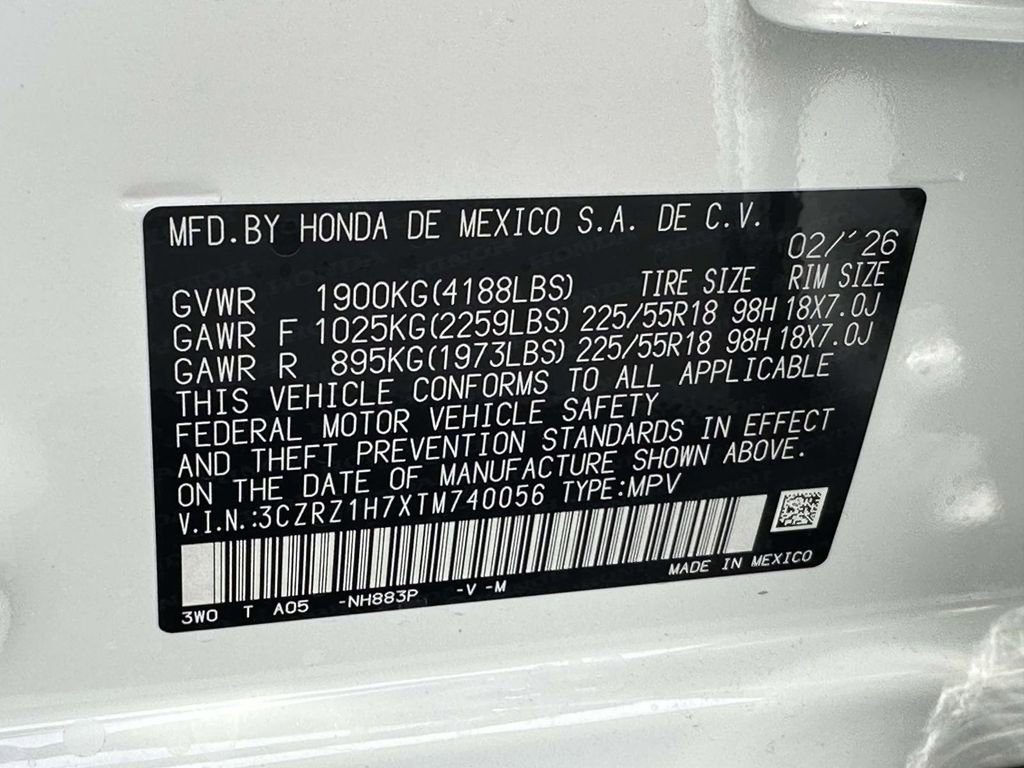 MFD.BY HONDA DE MEXICO S.A. DE C.V.
02/´26
GVWR 1900KG(4188LBS) TIRE SIZE RIM SIZE
GAWR F 1025KG(2259LBS) 225/55R18 98H 18X7.0J
GAWR R 895KG(1973LBS) 225/55R18 98H 18X7.0J
THIS VEHICLE CONFORMS TO ALL APPLICABLE
FEDERAL MOTOR VEHICLE SAFETY
AND THEFT PREVENTION STANDARDS IN EFFECT
ON THE DATE OF MANUFACTURE SHOWN ABOVE.
V.I.N.:3CZRZ1H7XTM740056 TYPE:MPV
MADE IN MEXICO
3W0 T A05 -NH883P -V -M